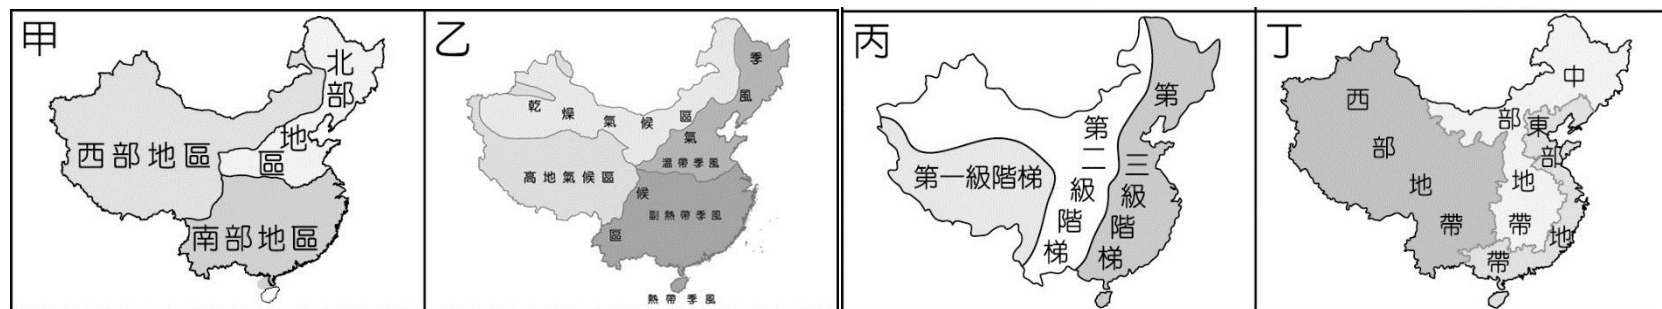 甲
北部地區
西部地區
南部地區
乙
季風氣候區
乾燥氣候區
溫帶季風
高地氣候區
副熱帶季風
熱帶季風
丙
第一級階梯
第二級階梯
第三級階梯
丁
西部地帶
中部地帶
東部地帶